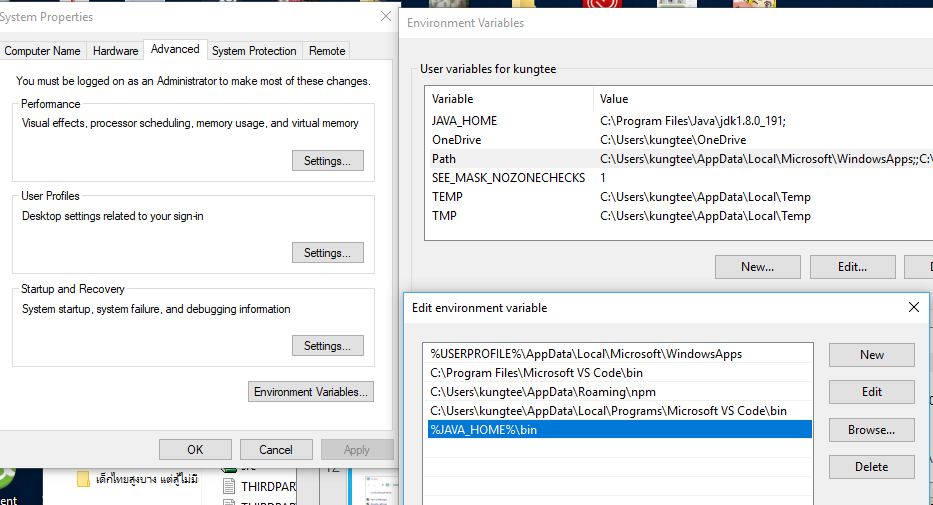 System Properties
Computer Name Hardware Advanced System Protection Remote
You must be logged on as an Administrator to make most of these changes.
Performance
Visual effects, processor scheduling, memory usage, and virtual memory
Settings...
User Profiles
Desktop settings related to your sign-in
Settings...
Startup and Recovery
System startup, system failure, and debugging information
Settings...
Environment Variables...
OK Cancel Apply
Environment Variables
User variables for kungtee
Variable Value
JAVA_HOME C:\Program Files\Java\jdk1.8.0_191;
OneDrive C:\Users\kungtee\OneDrive
Path C:\Users\kungtee\AppData\Local\Microsoft\WindowsApps;;C:\
SEE_MASK_NOZONECHECKS 1
TEMP C:\Users\kungtee\AppData\Local\Temp
TMP C:\Users\kungtee\AppData\Local\Temp
New... Edit...
Edit environment variable
%USERPROFILE%\AppData\Local\Microsoft\WindowsApps
C:\Program Files\Microsoft VS Code\bin
C:\Users\kungtee\AppData\Roaming\npm
C:\Users\kungtee\AppData\Local\Programs\Microsoft VS Code\bin
%JAVA_HOME%\bin
New
Edit
Browse...
Delete
เด็กไทยสูงบาง แต่สู้ไม่มี
THIRDPAR
THIRDPAR